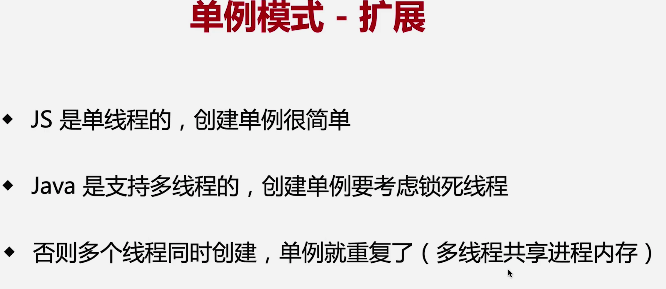 单例模式 - 扩展
JS 是单线程的，创建单例很简单
Java 是支持多线程的，创建单例要考虑锁死线程
否则多个线程同时创建，单例就重复了（多线程共享进程内存）